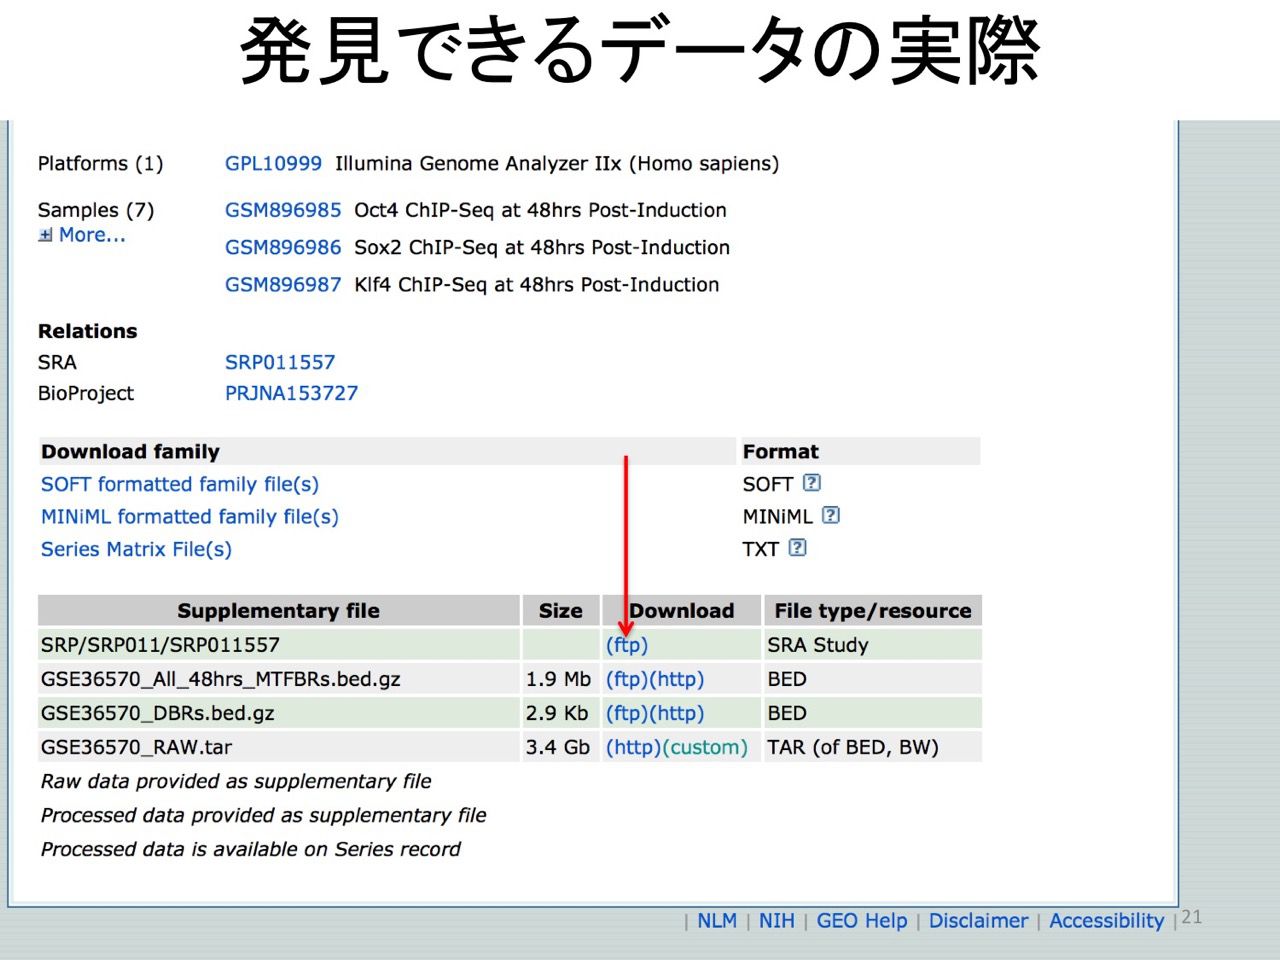 発見できるデータの実際
Platforms (1) GPL10999 Illumina Genome Analyzer IIx (Homo sapiens)
Samples (7) GSM896985 Oct4 ChIP-Seq at 48hrs Post-Induction
More...
GSM896986 Sox2 ChIP-Seq at 48hrs Post-Induction
GSM896987 Klf4 ChIP-Seq at 48hrs Post-Induction
Relations
SRA SRP011557
BioProject PRJNA153727
Download family Format
SOFT formatted family file(s) SOFT ?
MINiML formatted family file(s) MINiML ?
Series Matrix File(s) TXT ?
Supplementary file Size Download File type/resource
SRP/SRP011/SRP011557 (ftp) SRA Study
GSE36570_All_48hrs_MTFBRs.bed.gz 1.9 Mb (ftp)(http) BED
GSE36570_DBRs.bed.gz 2.9 Kb (ftp)(http) BED
GSE36570_RAW.tar 3.4 Gb (http)(custom) TAR (of BED, BW)
Raw data provided as supplementary file
Processed data provided as supplementary file
Processed data is available on Series record
| NLM | NIH | GEO Help | Disclaimer | Accessibility | 21